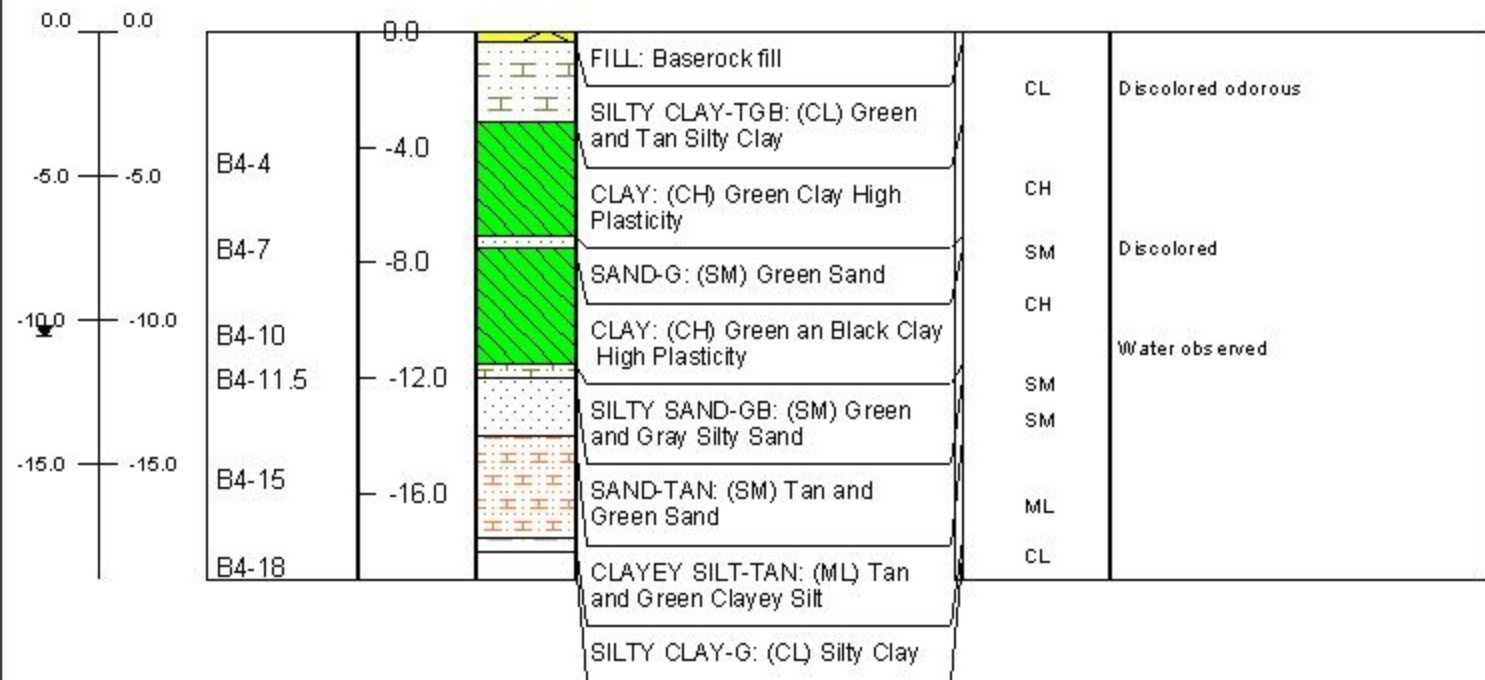 0.0 0.0
-5.0 -5.0
-10.0 -10.0
-15.0 -15.0
B4-4
B4-7
B4-10
B4-11.5
B4-15
B4-18
0.0
-4.0
-8.0
-12.0
-16.0
FILL: Baserock fill
SILTY CLAY-TGB: (CL) Green
and Tan Silty Clay
CLAY: (CH) Green Clay High
Plasticity
SAND-G: (SM) Green Sand
CLAY: (CH) Green an Black Clay
High Plasticity
SILTY SAND-GB: (SM) Green
and Gray Silty Sand
SAND-TAN: (SM) Tan and
Green Sand
CLAYEY SILT-TAN: (ML) Tan
and Green Clayey Silt
SILTY CLAY-G: (CL) Silty Clay
CL
CH
SM
CH
SM
SM
ML
CL
Discolored odorous
Discolored
Water observed